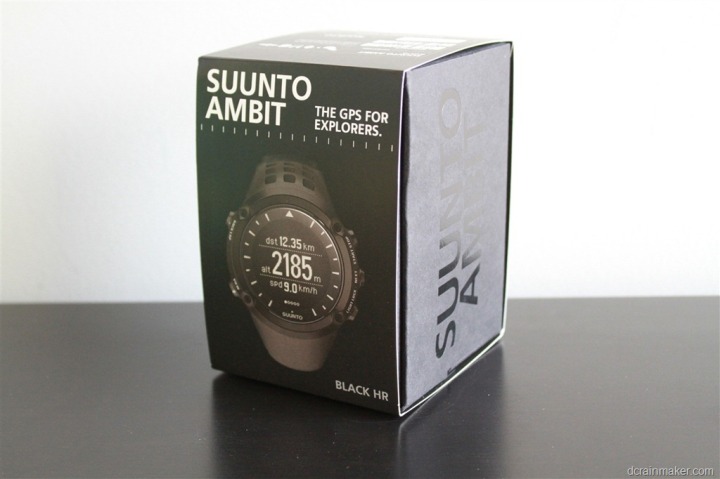 SUUNTO
AMBIT
THE GPS FOR
EXPLORERS.
dst 12.35 km
alt 2185 m
spd 9.0 km/h
SUUNTO
BLACK HR
SUUNTO
AMBIT
dcrainmaker.com